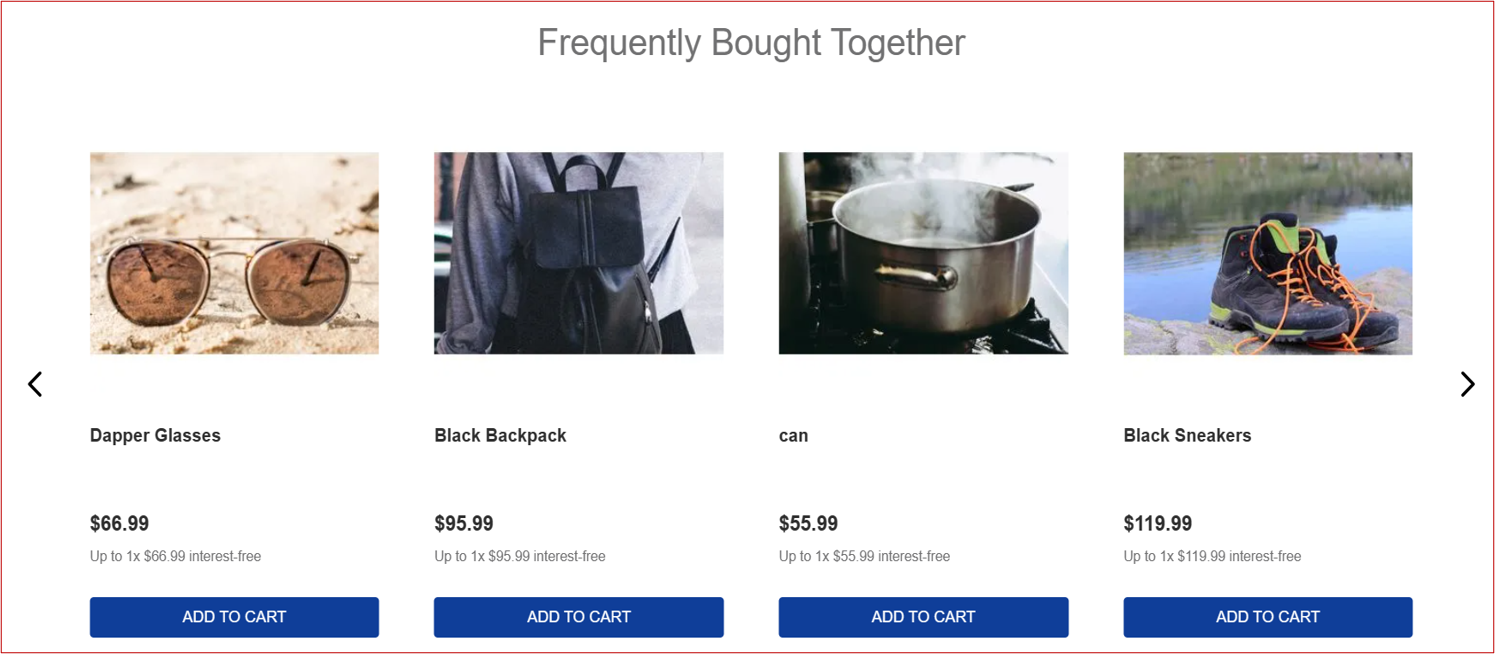 Frequently Bought Together
Dapper Glasses
Black Backpack
can
Black Sneakers
$66.99
$95.99
$55.99
$119.99
Up to 1x $66.99 interest-free
Up to 1x $95.99 interest-free
Up to 1x $55.99 interest-free
Up to 1x $119.99 interest-free
ADD TO CART
ADD TO CART
ADD TO CART
ADD TO CART